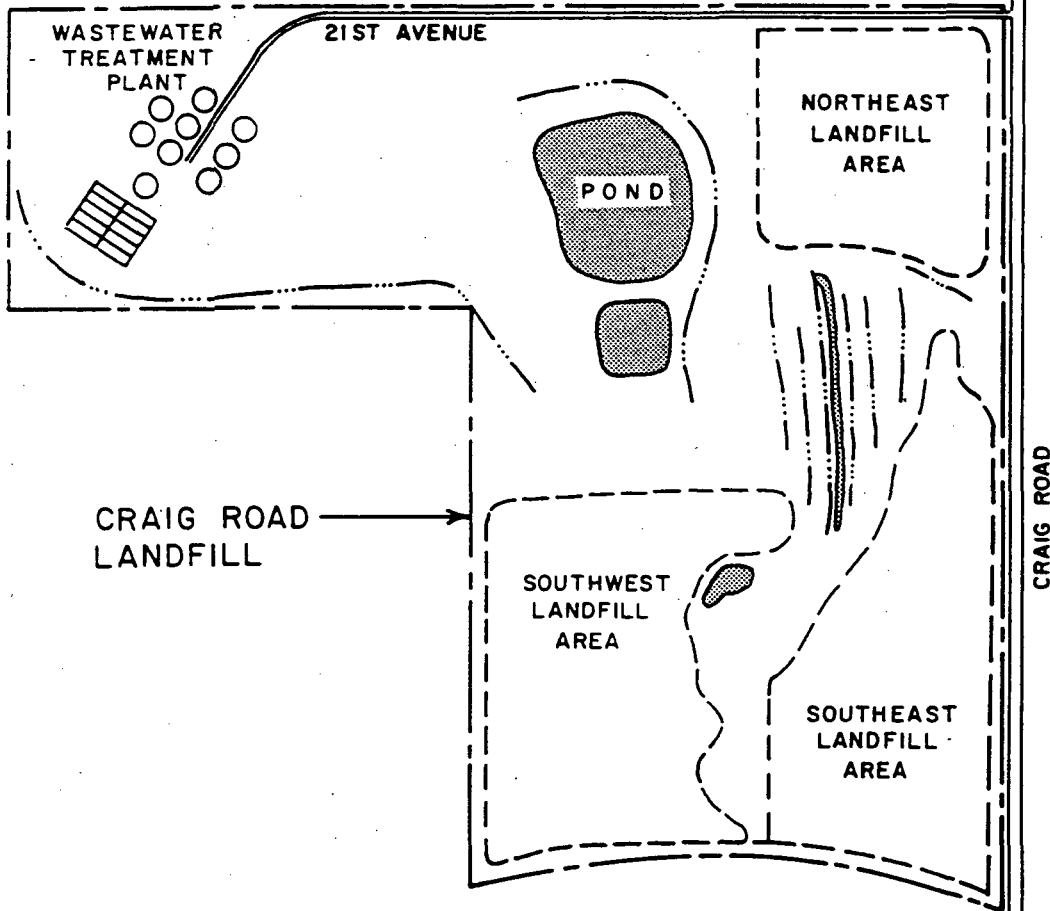 WASTEWATER
TREATMENT
PLANT
21ST AVENUE
NORTHEAST
LANDFILL
AREA
POND
CRAIG ROAD
CRAIG ROAD
LANDFILL
SOUTHWEST
LANDFILL
AREA
SOUTHEAST
LANDFILL
AREA